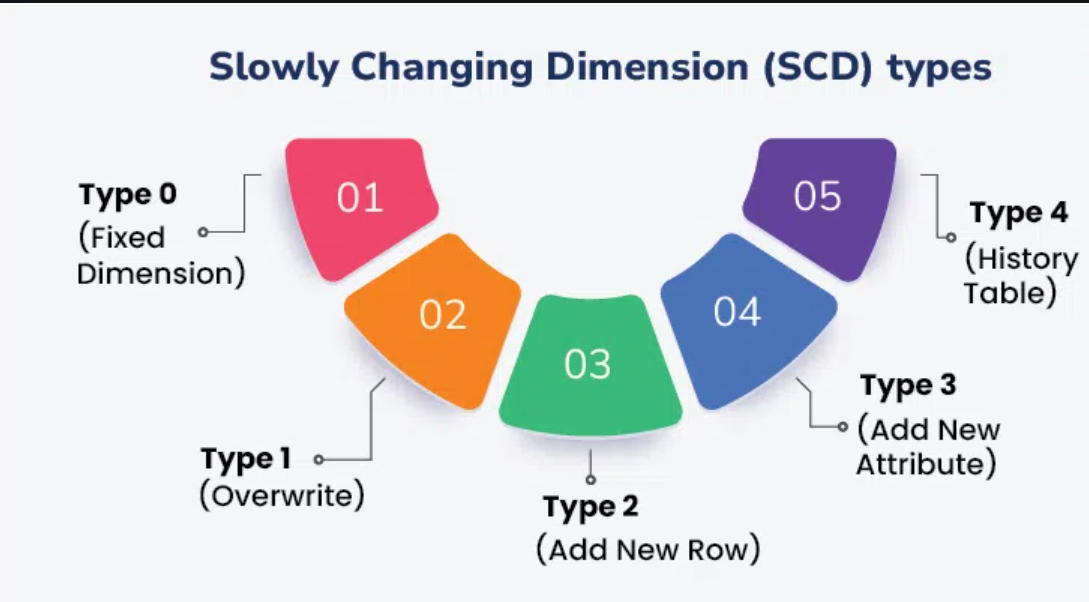 Slowly Changing Dimension (SCD) types
01
Type 0
(Fixed
Dimension)
02
Type 1
(Overwrite)
03
Type 2
(Add New Row)
04
Type 3
(Add New
Attribute)
05
Type 4
(History
Table)